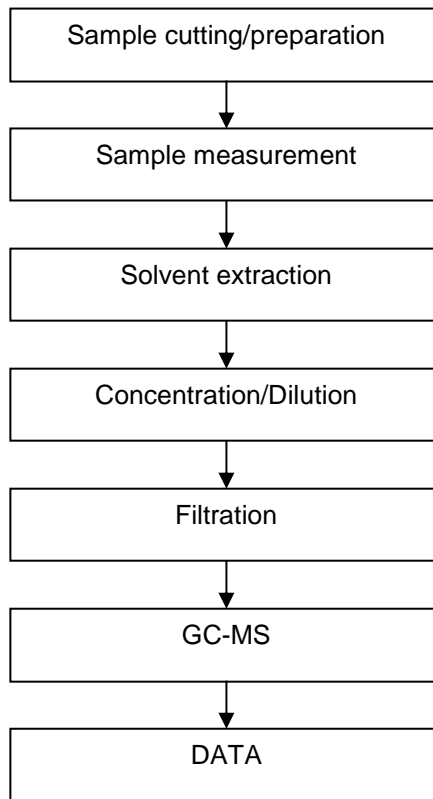 Sample cutting/preparation
Sample measurement
Solvent extraction
Concentration/Dilution
Filtration
GC-MS
DATA